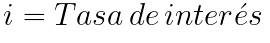 i = Tasa de interés